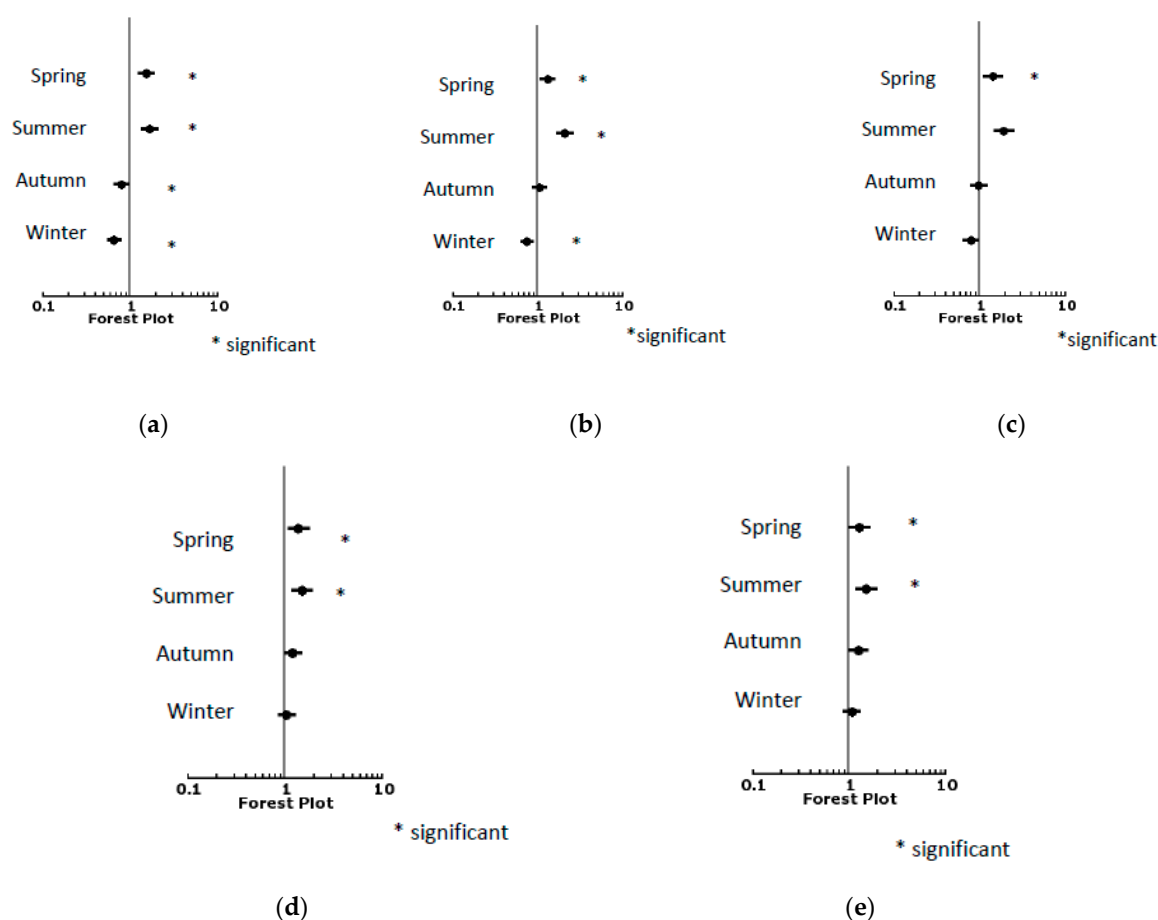 Spring *
Summer *
Autumn *
Winter *
0.1 1 10
Forest Plot
* significant
(a)
Spring *
Summer *
Autumn
Winter *
0.1 1 10
Forest Plot
*significant
(b)
Spring *
Summer
Autumn
Winter
0.1 1 10
Forest Plot
*significant
(c)
Spring *
Summer *
Autumn
Winter
0.1 1 10
Forest Plot
* significant
(d)
Spring *
Summer *
Autumn
Winter
0.1 1 10
Forest Plot
* significant
(e)